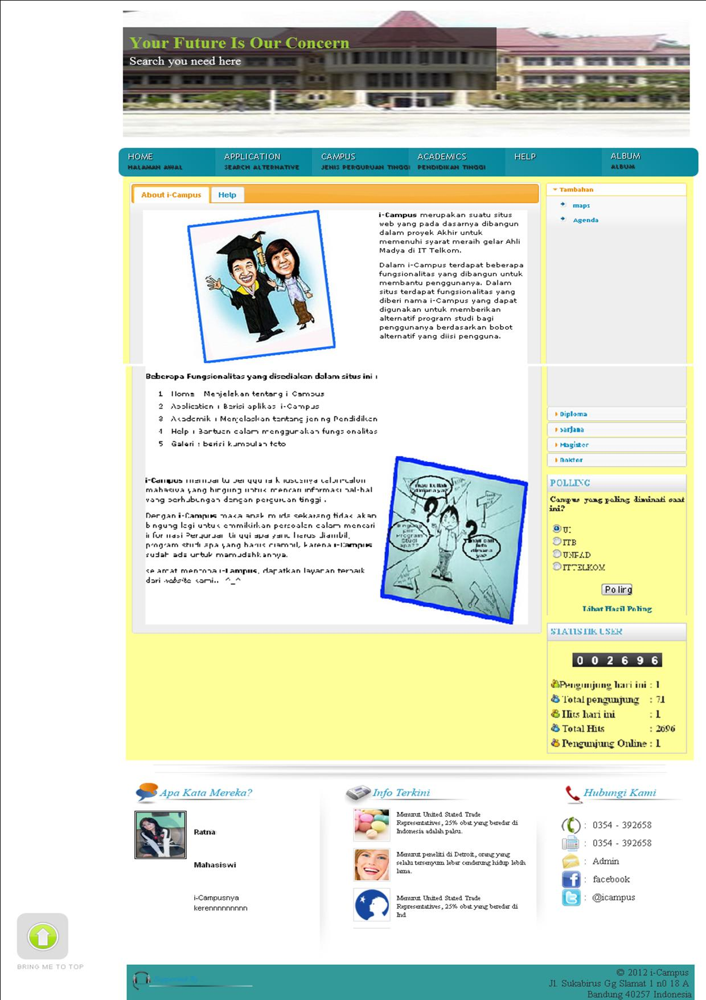 Your Future Is Our Concern
Search you need here
HOME
HALAMAN AWAL
APPLICATION
SEARCH ALTERNATIVE
CAMPUS
JENIS PERGURUAN TINGGI
ACADEMICS
PENDIDIKAN TINGGI
HELP
ALBUM
ALBUM
About i-Campus
Help
i-Campus merupakan suatu situs
web yang pada dasarnya dibangun
dalam proyek Akhir untuk
memenuhi syarat meraih gelar Ahli
Madya di IT Telkom.
Dalam i-Campus terdapat beberapa
fungsionalitas yang dibangun untuk
membantu penggunanya. Dalam
situs terdapat fungsionalitas yang
diberi nama i-Campus yang dapat
digunakan untuk memberikan
alternatif program studi bagi
penggunanya berdasarkan bobot
alternatif yang diisi pengguna.
Beberapa Fungsionalitas yang disediakan dalam situs ini :
1 Home Menjelakan tentang i-Campus
2 Application : Berisi aplikasi i-Campus
3 Akademik : Menjelaskan tentang jening Pendidikan
4 Help : Bantuan dalam menggunakan fungsionalitas
5 Galeri : berisi kumpulan foto
i-Campus membantu pengguna khususnya calon-calon
mahasiwa yang bingung untuk mencari informasi hal-hal
yang berhubungan dengan perguruan tinggi .
Dengan i-Campus maka anak muda sekarang tidak akan
bingung lagi untuk emmikirkan persoalan dalam mencari
informasi Perguruan tinggi apa yang harus diambil,
program studi apa yang harus diambil, karena i-Campus
sudah ada untuk memudahkannya.
selamat mencoba i-Campus, dapatkan layanan terbaik
dari website kami.. ^_^
mau kuliah
dimana ya?
Bingung
pilih
Program
Studi
apa??
mau cari
info
dimana
ya?
Tambahan
maps
Agenda
Diploma
sarjana
Magister
Doktor
POLLING
Campus yang paling diminati saat
ini?
UI
ITB
UNPAD
ITTELKOM
Poling
Lihat Hasil Poling
STATISTIK USER
002696
Pengunjung hari ini : 1
Total pengunjung : 71
Hits hari ini : 1
Total Hits : 2696
Pengunjung Online : 1
Apa Kata Mereka?
Ratna
Mahasiswi
i-Campusnya
kerennnnnnnnn
Info Terkini
Menurut United Stated Trade
Representatives, 25% obat yang beredar di
Indonesia adalah palsu.
Menurut peneliti di Detroit, orang yang
selalu tersenyum lebar cenderung hidup lebih
lama.
Menurut United Stated Trade
Representatives, 25% obat yang beredar di
Ind
Hubungi Kami
: 0354 - 392658
: 0354 - 392658
: Admin
: facebook
: @icampus
BRING ME TO TOP
Supported By
© 2012 i-Campus
Jl. Sukabirus Gg Slamat 1 n0 18 A
Bandung 40257 Indonesia